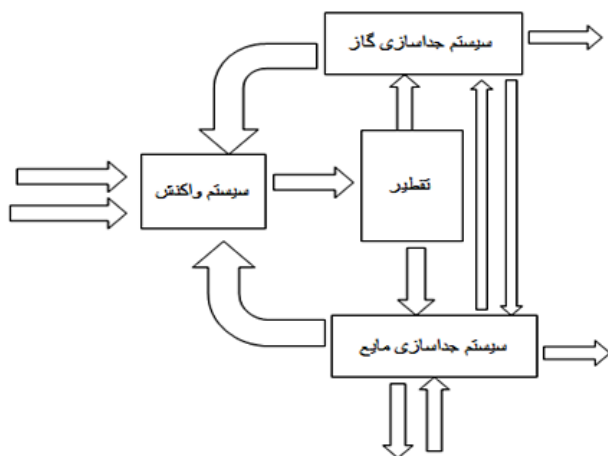 سیستم جداسازی گاز
تقطیر
سیستم واکنش
سیستم جداسازی مایع